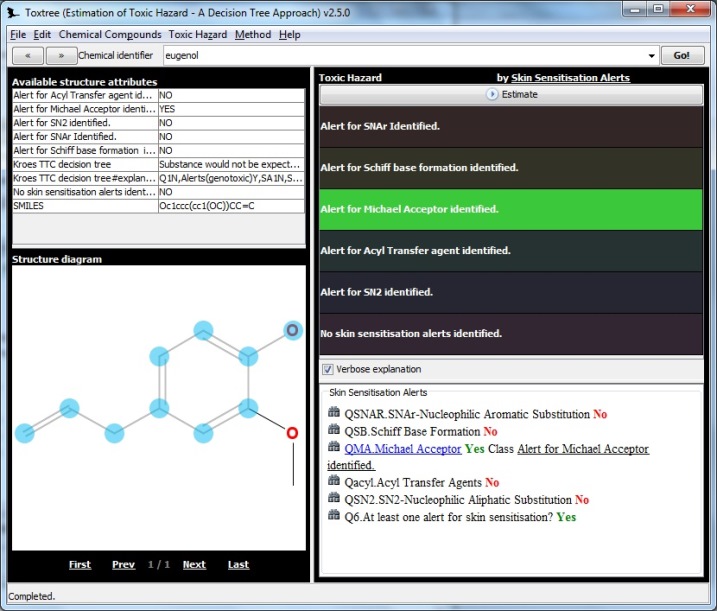 Toxtree (Estimation of Toxic Hazard - A Decision Tree Approach) v2.5.0
File Edit Chemical Compounds Toxic Hazard Method Help
« » Chemical identifier eugenol Go!
Available structure attributes
Alert for Acyl Transfer agent id... NO
Alert for Michael Acceptor identi... YES
Alert for SN2 identified. NO
Alert for SNAr Identified. NO
Alert for Schiff base formation i... NO
Kroes TTC decision tree Substance would not be expect...
Kroes TTC decision tree#explan... Q1N,Alerts(genotoxic)Y,SA1N,S...
No skin sensitisation alerts ident... NO
SMILES Oc1ccc(cc1(OC))CC=C
Structure diagram
O
O
First Prev 1 / 1 Next Last
Toxic Hazard by Skin Sensitisation Alerts
Estimate
Alert for SNAr Identified.
Alert for Schiff base formation identified.
Alert for Michael Acceptor identified.
Alert for Acyl Transfer agent identified.
Alert for SN2 identified.
No skin sensitisation alerts identified.
Verbose explanation
Skin Sensitisation Alerts
QSNAR.SNAr-Nucleophilic Aromatic Substitution No
QSB.Schiff Base Formation No
QMA.Michael Acceptor Yes Class Alert for Michael Acceptor
identified.
Qacyl.Acyl Transfer Agents No
QSN2.SN2-Nucleophilic Aliphatic Substitution No
Q6.At least one alert for skin sensitisation? Yes
Completed.